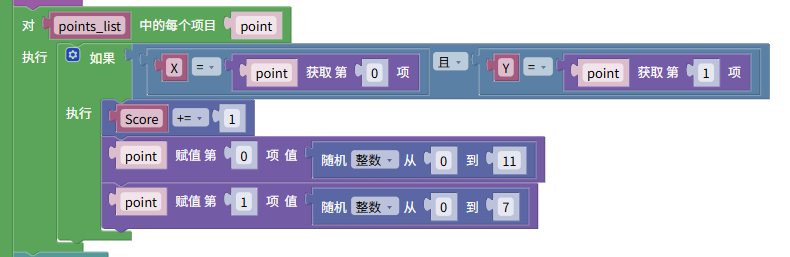 对 points_list 中的每个项目 point
执行 如果 X = point 获取 第 0 项 且 Y = point 获取 第 1 项
执行 Score += 1
point 赋值 第 0 项 值 随机 整数 从 0 到 11
point 赋值 第 1 项 值 随机 整数 从 0 到 7